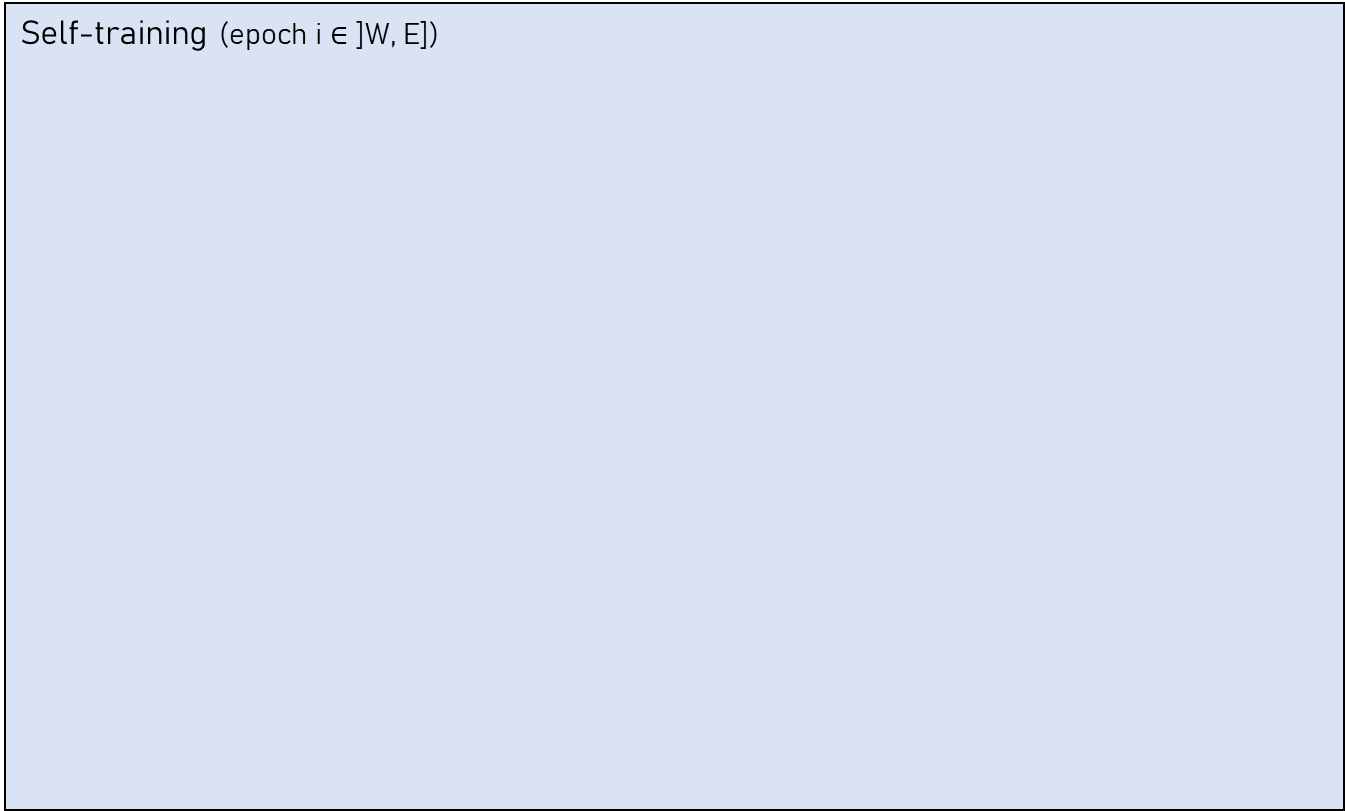 Self-training (epoch i ∈ ]W, E])